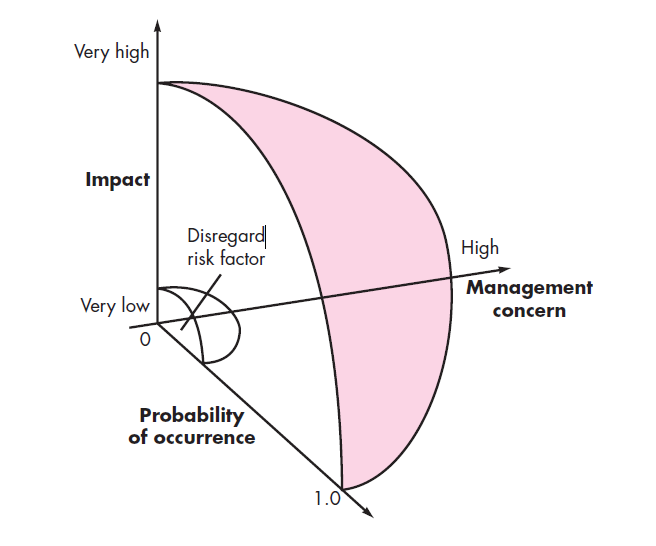 Very high
Impact
Disregard
risk factor
High
Management
concern
Very low
0
Probability
of occurrence
1.0